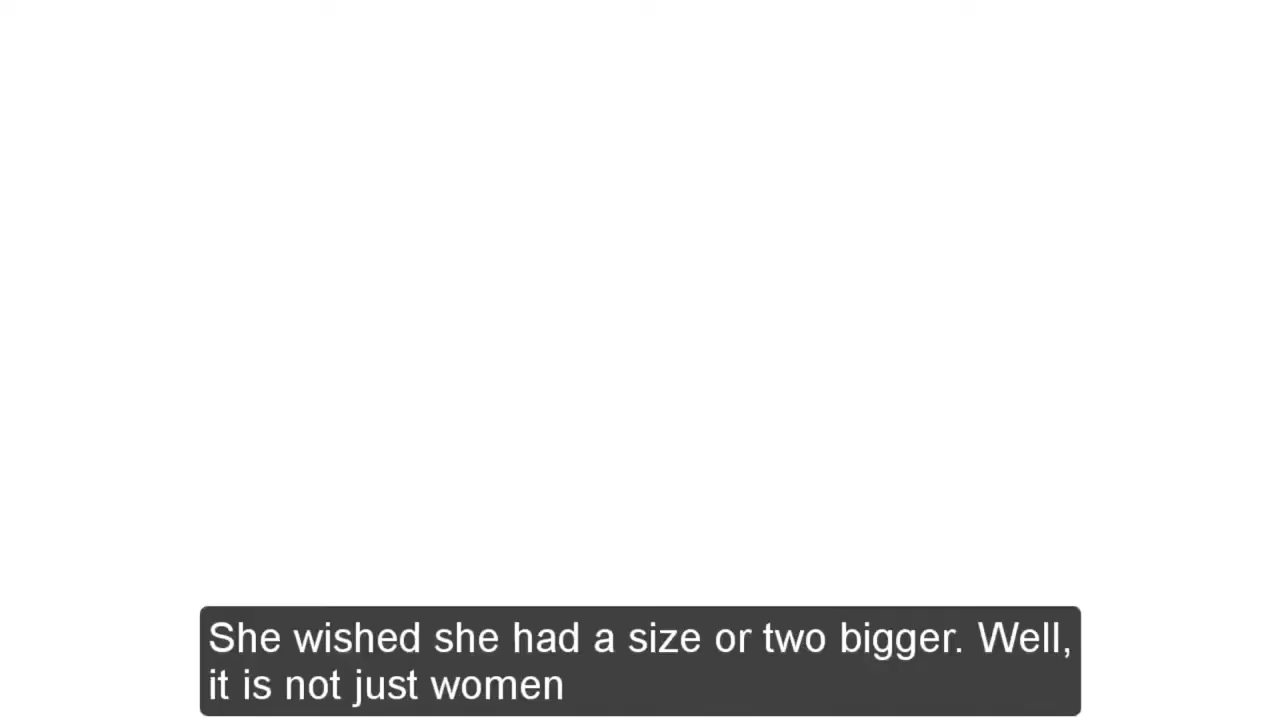 She wished she had a size or two bigger. Well,
it is not just women